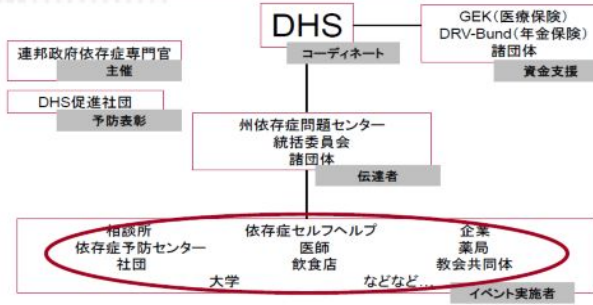 DHS
コーディネート
GEK(医療保険)
DRV-Bund(年金保険)
諸団体
資金支援
連邦政府依存症専門官
主催
DHS促進社団
予防表彰
州依存症問題センター
統括委員会
諸団体
伝達者
相談所 依存症セルフヘルプ 企業
依存症予防センター 医師 薬局
社団 飲食店 教会共同体
大学 などなど...
イベント実施者